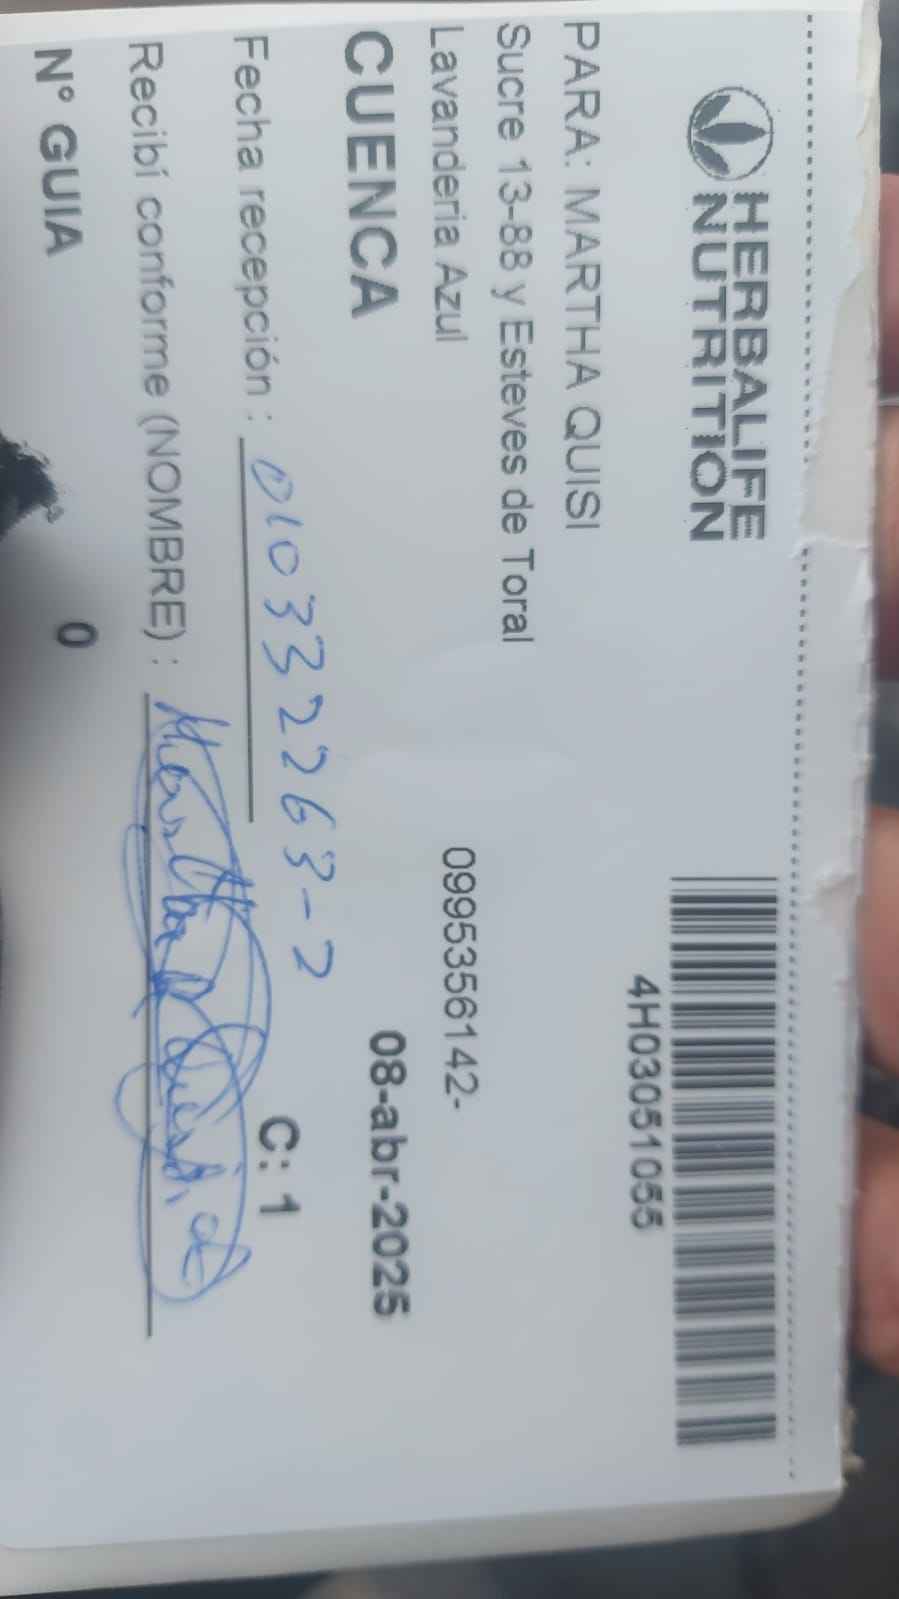 HERBALIFE
NUTRITION
4H03051055
PARA: MARTHA QUISI
Sucre 13-88 y Esteves de Toral
Lavanderia Azul
0995356142-
CUENCA
08-abr-2025
Fecha recepción : 010332263-2
C: 1
Recibí conforme (NOMBRE) : Martha
N° GUIA
0